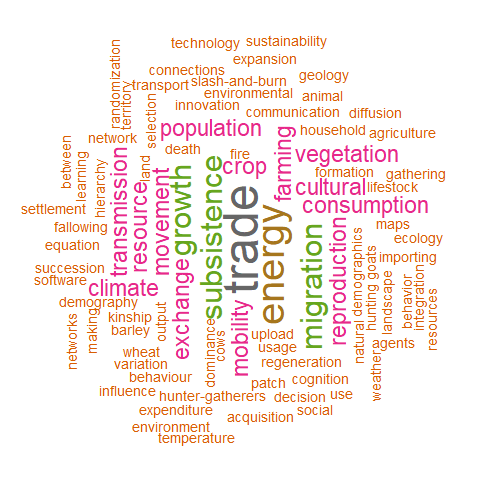 technology
sustainability
expansion
connections
geology
randomization
transport
slash-and-burn
environmental
animal
territory
innovation
communication
diffusion
selection
population
household
agriculture
network
death
fire
farming
vegetation
between
learning
hierarchy
transmission
land
resource
movement
growth
subsistence
crop
trade
energy
formation
gathering
cultural
lifestock
consumption
settlement
fallowing
equation
maps
ecology
migration
reproduction
importing
succession
software
climate
exchange
mobility
natural
demographics
hunting
goats
landscape
behavior
integration
resources
demography
kinship
barley
output
networks
making
dominance
cows
upload
usage
agents
weather
wheat
variation
behaviour
regeneration
patch
cognition
influence
hunter-gatherers
decision
use
expenditure
acquisition
social
environment
temperature